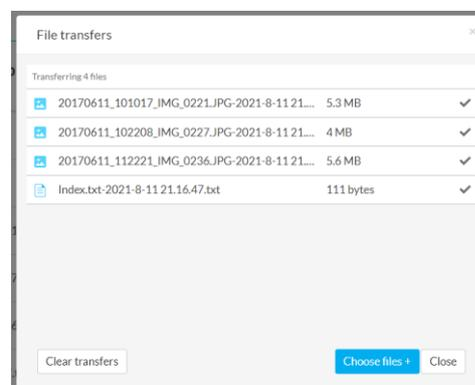 File transfers
Transferring 4 files
20170611_101017_IMG_0221.JPG-2021-8-11 21.... 5.3 MB
20170611_102208_IMG_0227.JPG-2021-8-11 21.... 4 MB
20170611_112221_IMG_0236.JPG-2021-8-11 21.... 5.6 MB
Index.txt-2021-8-11 21.16.47.txt 111 bytes
Clear transfers Choose files + Close